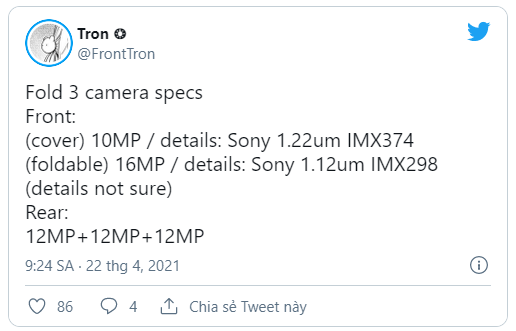 Tron ✪
@FrontTron
Fold 3 camera specs
Front:
(cover) 10MP / details: Sony 1.22um IMX374
(foldable) 16MP / details: Sony 1.12um IMX298
(details not sure)
Rear:
12MP+12MP+12MP
9:24 SA · 22 thg 4, 2021
86 4 Chia sẻ Tweet này